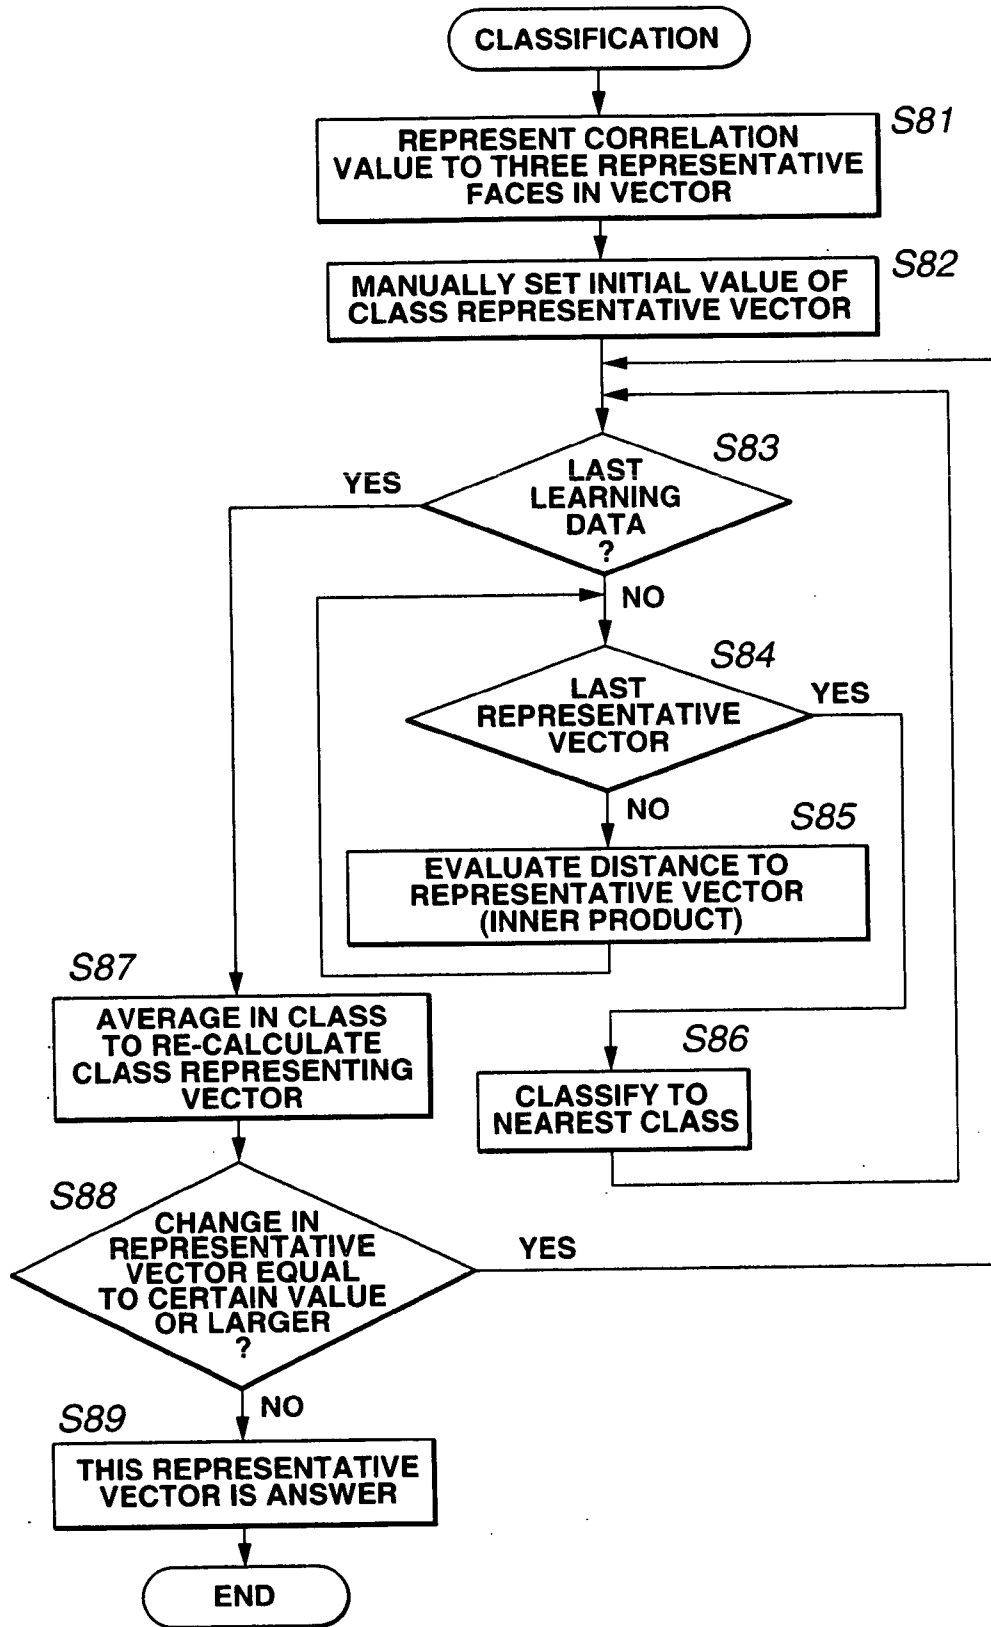 CLASSIFICATION
S81
REPRESENT CORRELATION
VALUE TO THREE REPRESENTATIVE
FACES IN VECTOR
S82
MANUALLY SET INITIAL VALUE OF
CLASS REPRESENTATIVE VECTOR
S83
YES
LAST
LEARNING
DATA
?
NO
S84
LAST
REPRESENTATIVE
VECTOR
YES
NO
S85
EVALUATE DISTANCE TO
REPRESENTATIVE VECTOR
(INNER PRODUCT)
S87
AVERAGE IN CLASS
TO RE-CALCULATE
CLASS REPRESENTING
VECTOR
S86
CLASSIFY TO
NEAREST CLASS
S88
CHANGE IN
REPRESENTATIVE
VECTOR EQUAL
TO CERTAIN VALUE
OR LARGER
?
YES
NO
S89
THIS REPRESENTATIVE
VECTOR IS ANSWER
END